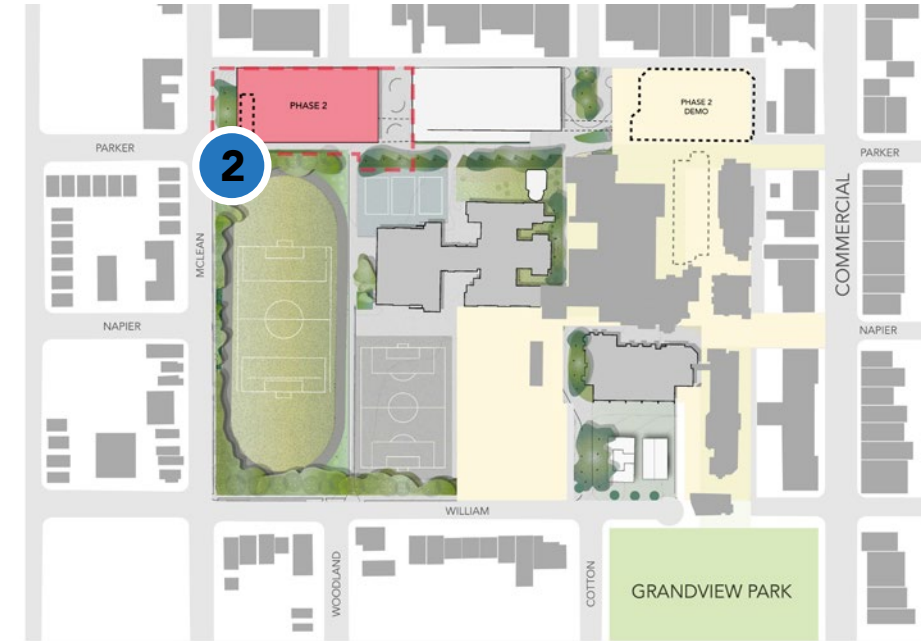 PHASE 2
PHASE 2
DEMO
PARKER
2
PARKER
MCLEAN
COMMERCIAL
NAPIER
NAPIER
WILLIAM
WOODLAND
COTTON
GRANDVIEW PARK